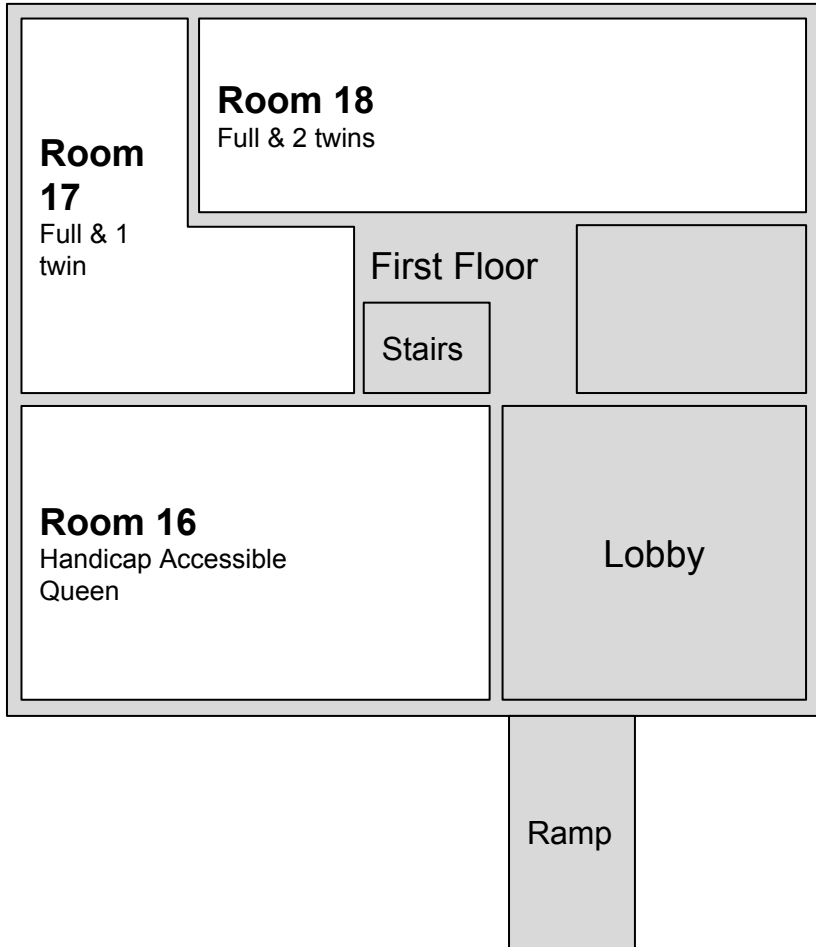 Room 18
Full & 2 twins
Room
17
Full & 1
twin
First Floor
Stairs
Room 16
Handicap Accessible
Queen
Lobby
Ramp